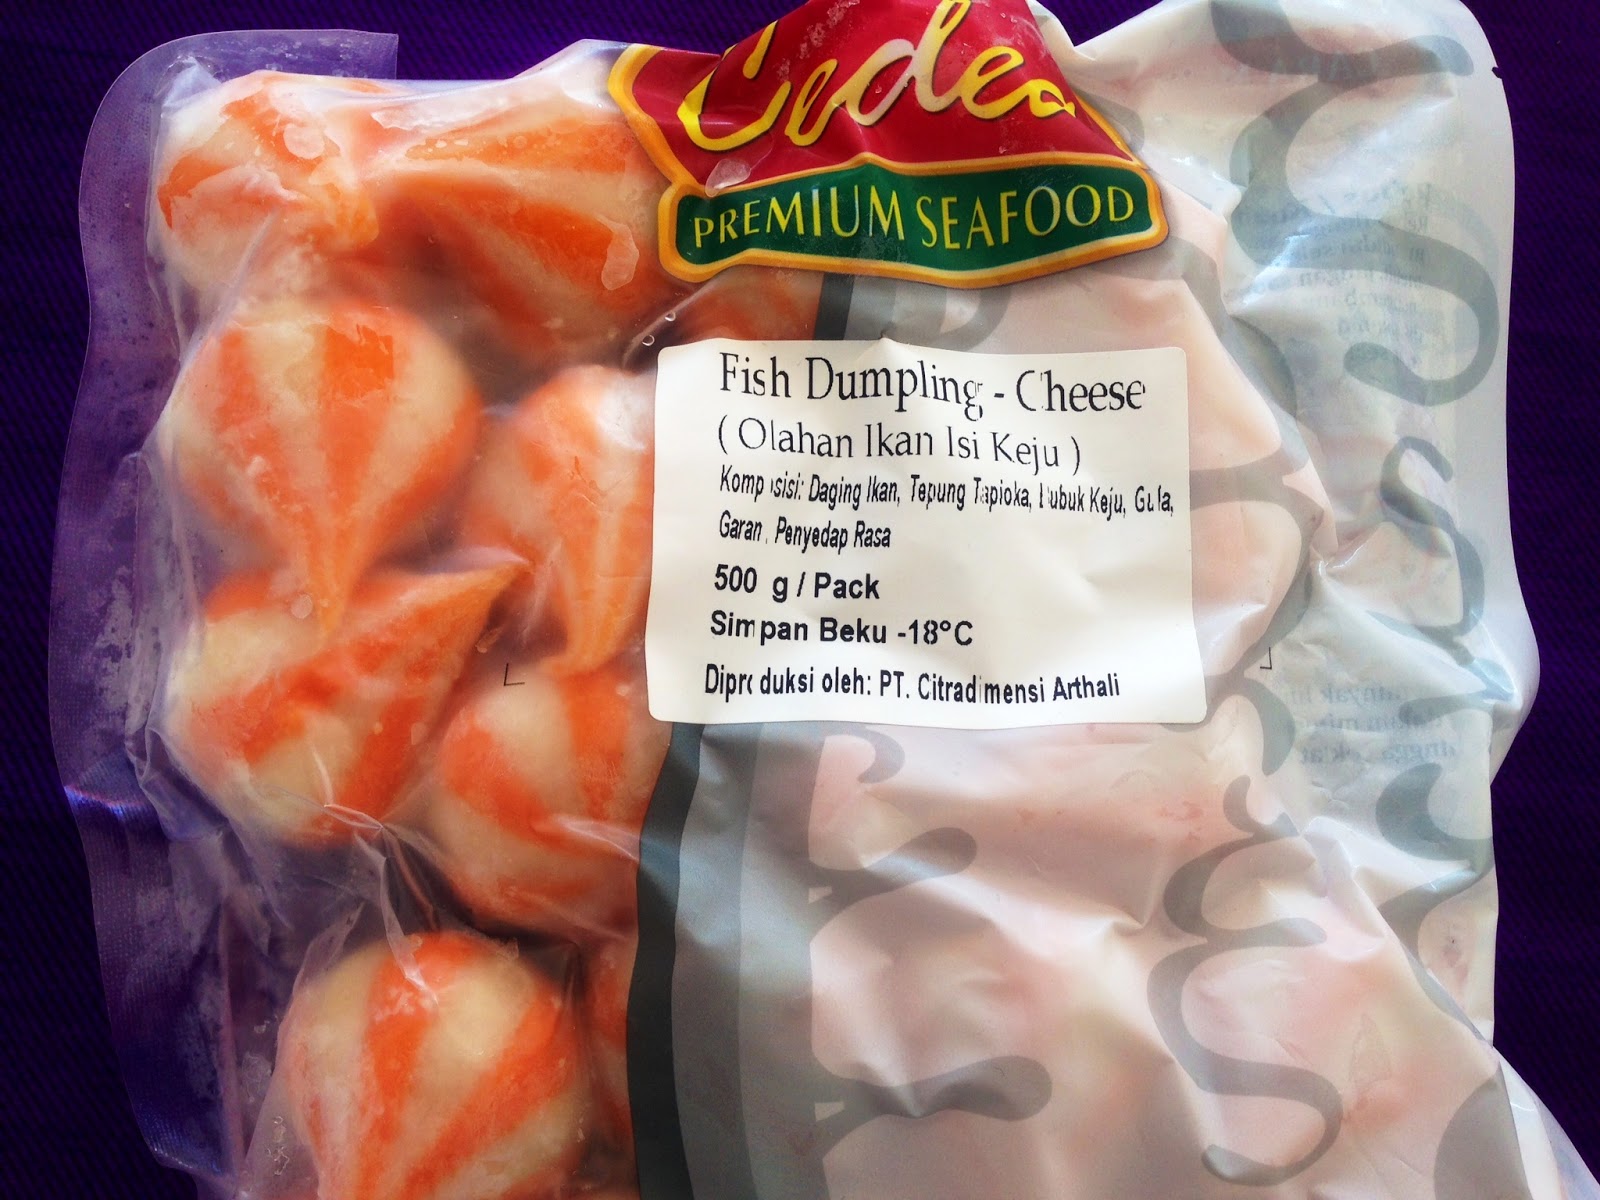 Cedea
PREMIUM SEAFOOD
Fish Dumpling - Cheese
( Olahan Ikan Isi Keju )
Komposisi: Daging Ikan, Tepung Tapioka, Bubuk Keju, Gula,
Garam, Penyedap Rasa
500 g / Pack
Simpan Beku -18°C
Diproduksi oleh: PT. Citradimensi Arthali